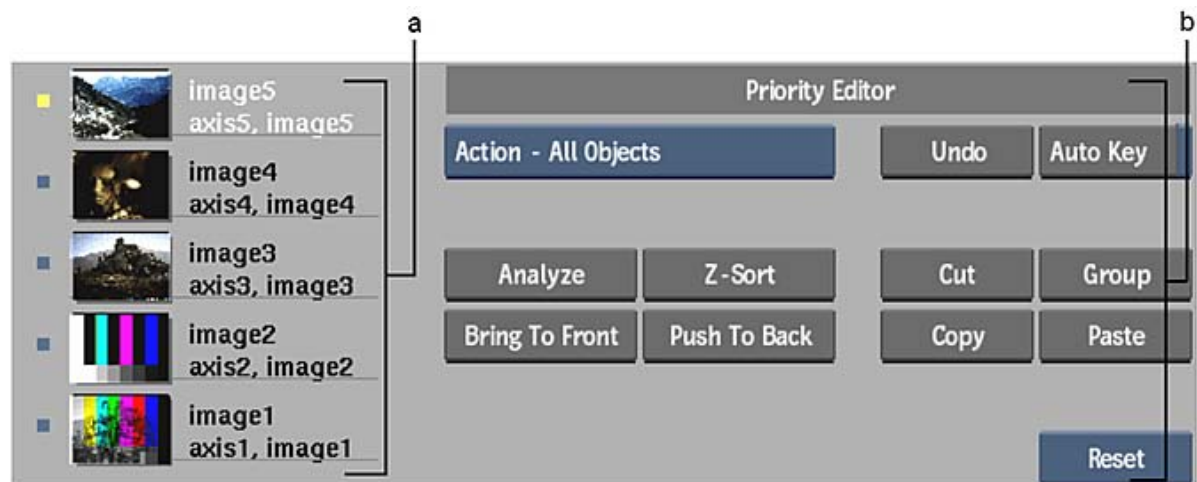 a
b
image5
axis5, image5
image4
axis4, image4
image3
axis3, image3
image2
axis2, image2
image1
axis1, image1
Priority Editor
Action - All Objects
Undo
Auto Key
Analyze
Z-Sort
Cut
Group
Bring To Front
Push To Back
Copy
Paste
Reset